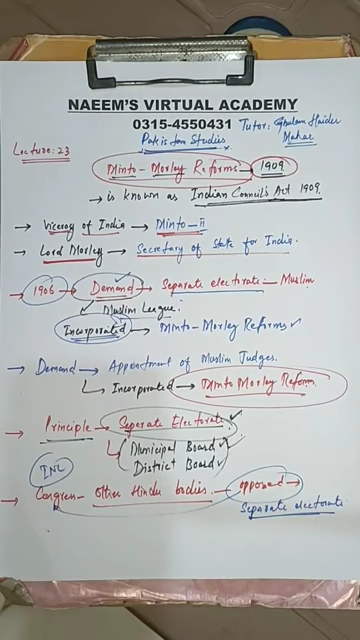 NAEEM'S VIRTUAL ACADEMY
0315-4550431 Tutor: Ghulam Haider Mahar
Pakistan Studies
Lecture: 23
Minto-Morley Reforms. 1909.
→ is known as Indian Council's Act 1909.
→ Viceroy of India → Minto-II
→ Lord Morley → Secretary of State for India.
→ 1906 → Demand → Separate electorate - Muslim
Muslim League.
Incorporated → Minto-Morley Reforms ✓
→ Demand → Appointment of Muslim Judges.
↳ Incorporated → Minto Morley Reform.
→ Principle → Separate Electorate ✓
↳ Municipal Board ✓
District Board ✓
INC
→ Congress - Other Hindu bodies - opposed →
Separate electorate